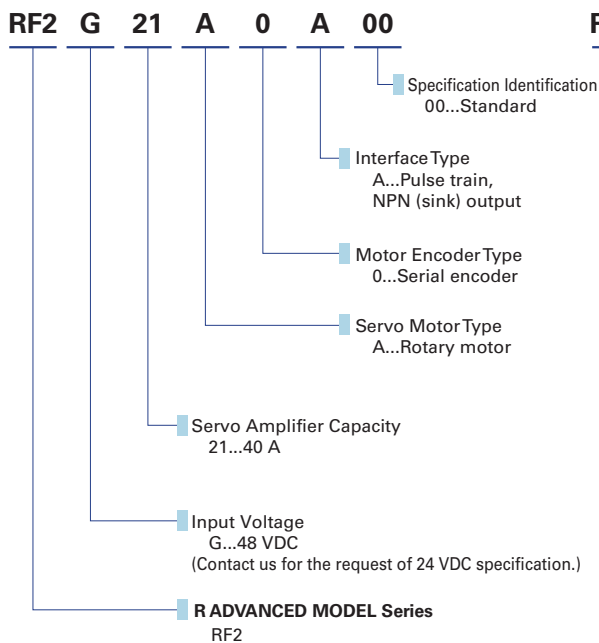 RF2 G 21 A 0 A 00
Specification Identification
00...Standard
Interface Type
A...Pulse train,
NPN (sink) output
Motor Encoder Type
0...Serial encoder
Servo Motor Type
A...Rotary motor
Servo Amplifier Capacity
21...40 A
Input Voltage
G...48 VDC
(Contact us for the request of 24 VDC specification.)
R ADVANCED MODEL Series
RF2